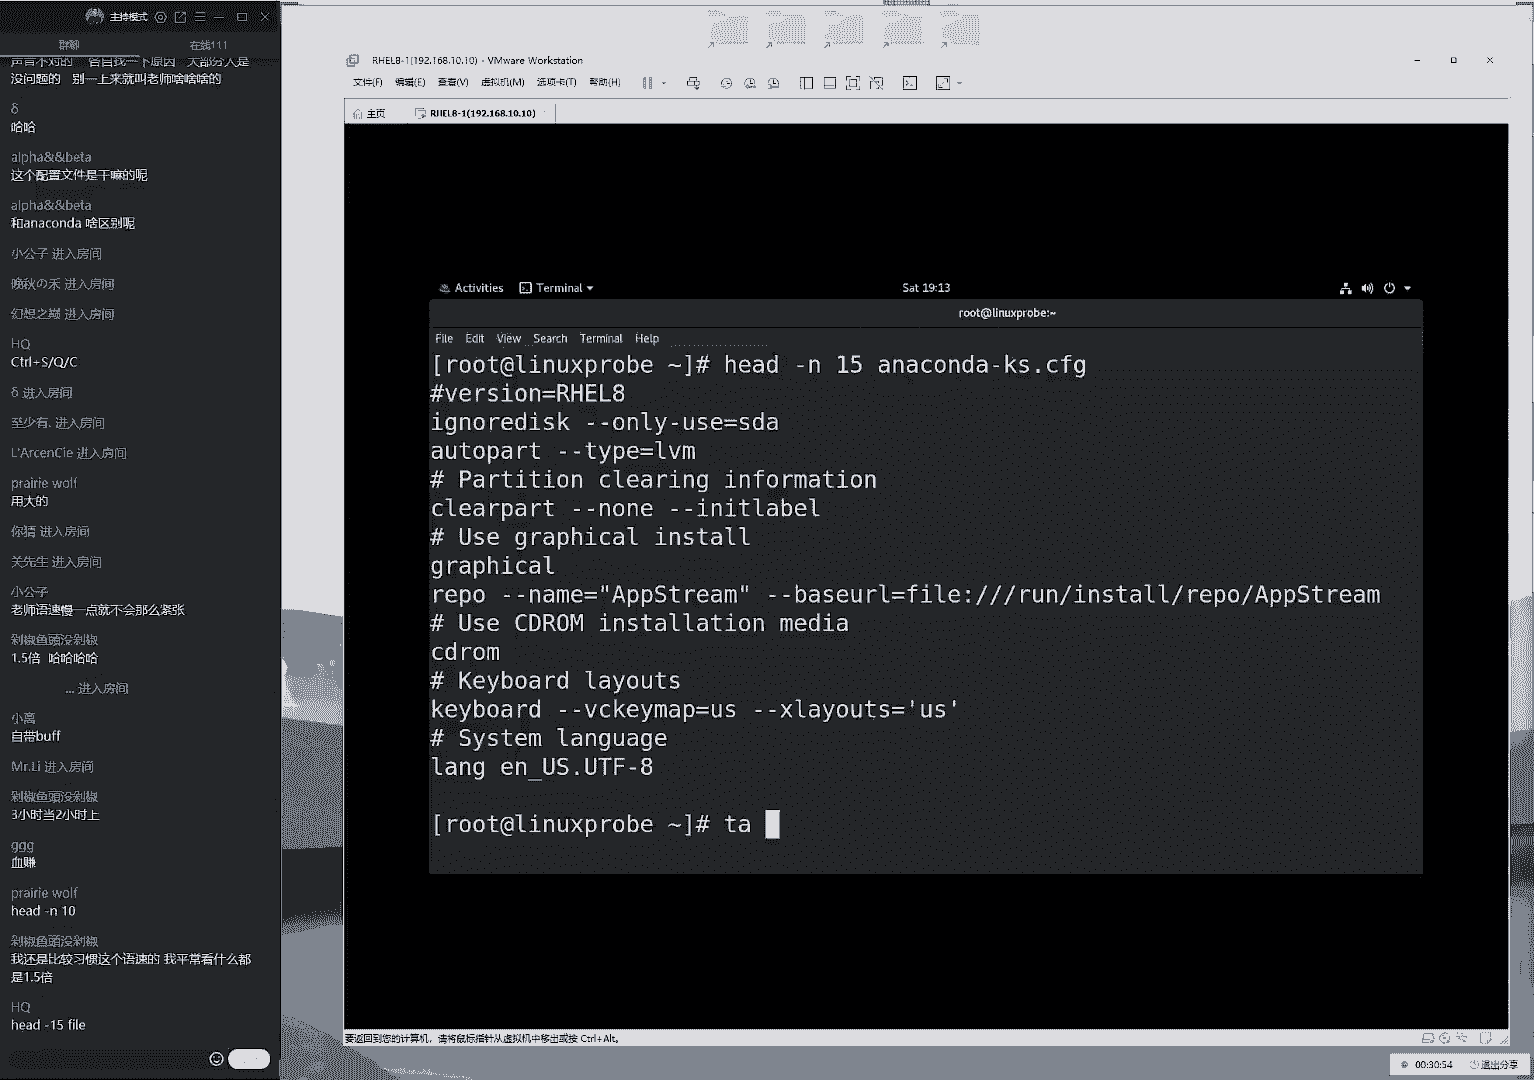 主持模式
群聊
在线111
声音不对的 各自找一下原因 大部分人是
没问题的 别一上来就叫老师啥啥啥的
δ
哈哈
alpha&&beta
这个配置文件是干嘛的呢
alpha&&beta
和anaconda 啥区别呢
小公子 进入房间
晚秋の禾 进入房间
幻想之巅 进入房间
HQ
Ctrl+S/Q/C
δ 进入房间
至少有. 进入房间
L'ArcenCie 进入房间
prairie wolf
用大的
你猜 进入房间
关先生 进入房间
小公子
老师语速慢一点就不会那么紧张
剁椒鱼頭没剁椒
1.5倍 哈哈哈哈
... 进入房间
小离
自带buff
Mr.Li 进入房间
剁椒鱼頭没剁椒
3小时当2小时上
ggg
血赚
prairie wolf
head -n 10
剁椒鱼頭没剁椒
我还是比较习惯这个语速的 我平常看什么都
是1.5倍
HQ
head -15 file
RHEL8-1(192.168.10.10) - VMware Workstation
文件(F) 编辑(E) 查看(V) 虚拟机(M) 选项卡(T) 帮助(H)
主页 RHEL8-1(192.168.10.10)
Activities Terminal Sat 19:13
root@linuxprobe:~
File Edit View Search Terminal Help
[root@linuxprobe ~]# head -n 15 anaconda-ks.cfg
#version=RHEL8
ignoredisk --only-use=sda
autopart --type=lvm
# Partition clearing information
clearpart --none --initlabel
# Use graphical install
graphical
repo --name="AppStream" --baseurl=file:///run/install/repo/AppStream
# Use CDROM installation media
cdrom
# Keyboard layouts
keyboard --vckeymap=us --xlayouts='us'
# System language
lang en_US.UTF-8
[root@linuxprobe ~]# ta
要返回到您的计算机，请将鼠标指针从虚拟机中移出或按 Ctrl+Alt。
00:30:54 退出分享